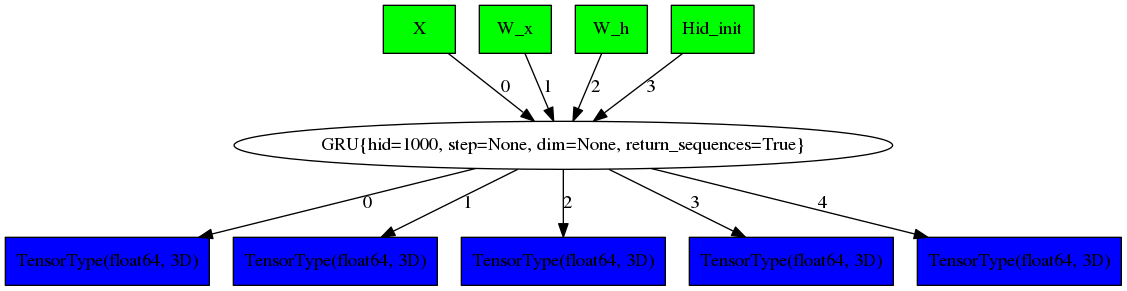 X
W_x
W_h
Hid_init
0
1
2
3
GRU{hid=1000, step=None, dim=None, return_sequences=True}
0
1
2
3
4
TensorType(float64, 3D)
TensorType(float64, 3D)
TensorType(float64, 3D)
TensorType(float64, 3D)
TensorType(float64, 3D)